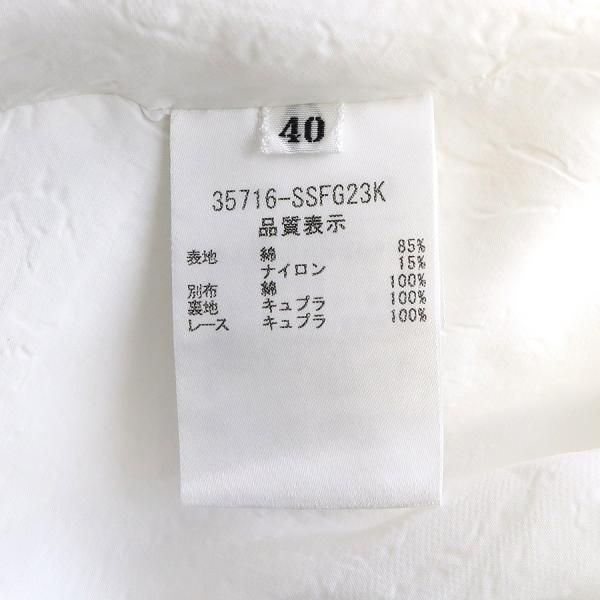 40
35716-SSFG23K
品質表示
表地 綿 85%
ナイロン 15%
別布 綿 100%
裏地 キュプラ 100%
レース キュプラ 100%